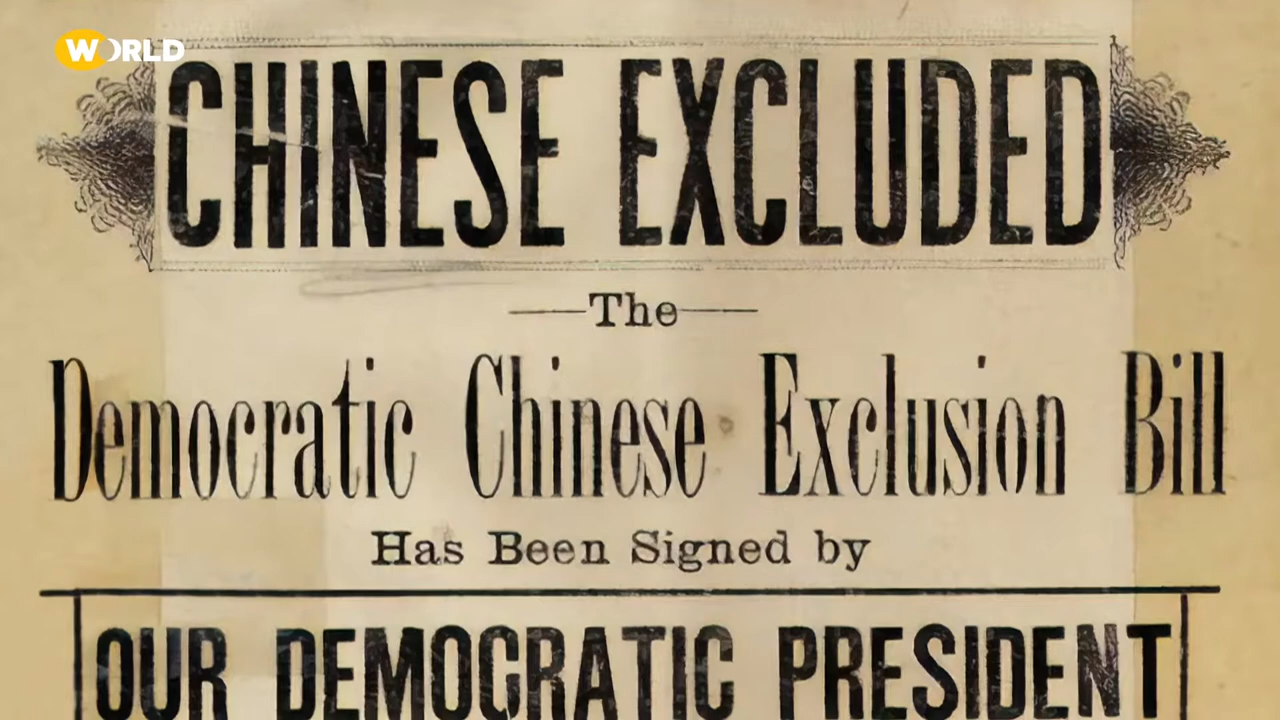 WORLD
CHINESE EXCLUDED
The
Democratic Chinese Exclusion Bill
Has Been Signed by
OUR DEMOCRATIC PRESIDENT